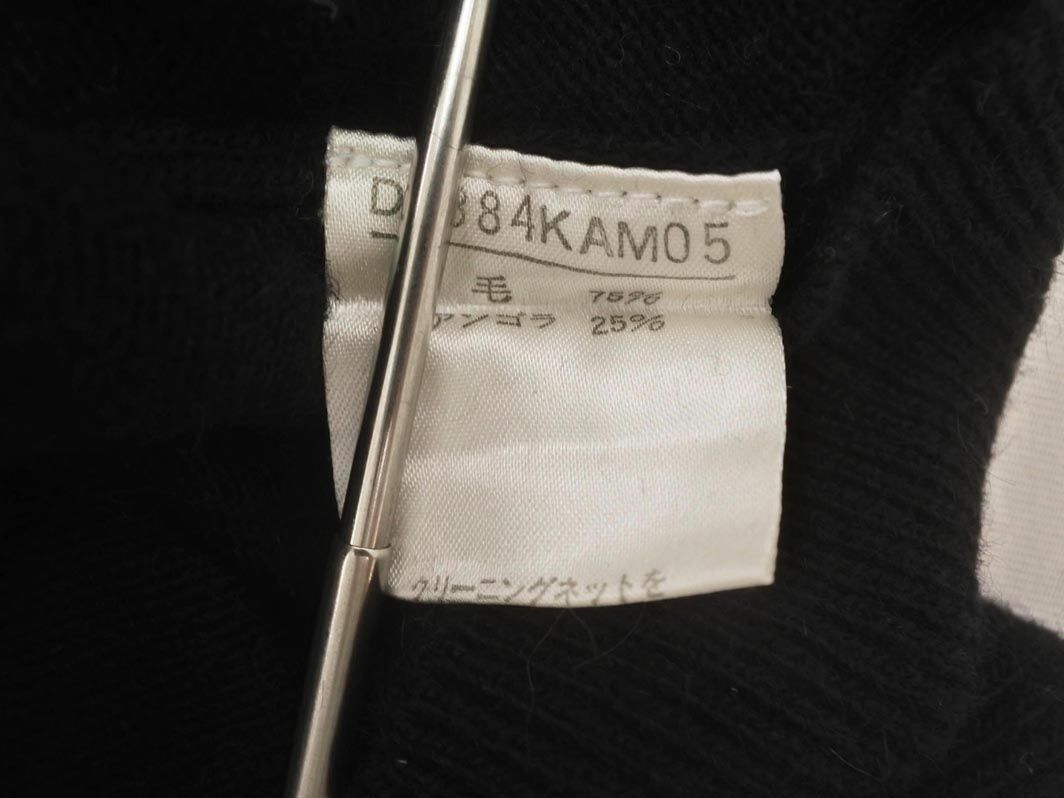 D 884KAM05
毛 75%
アンゴラ 25%
クリーニングネットを